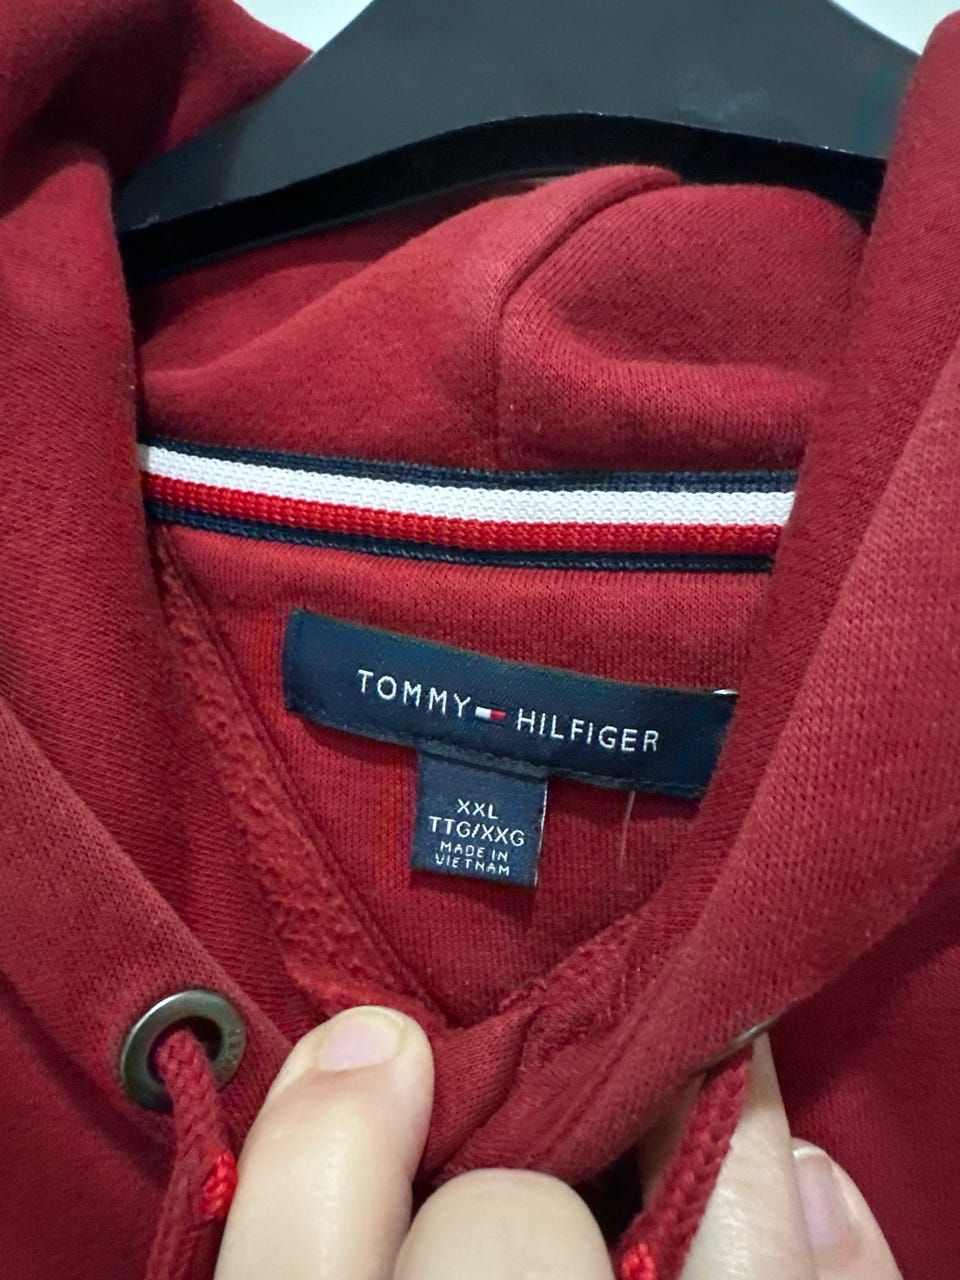 TOMMY HILFIGER
XXL
TTG/XXG
MADE IN
VIETNAM